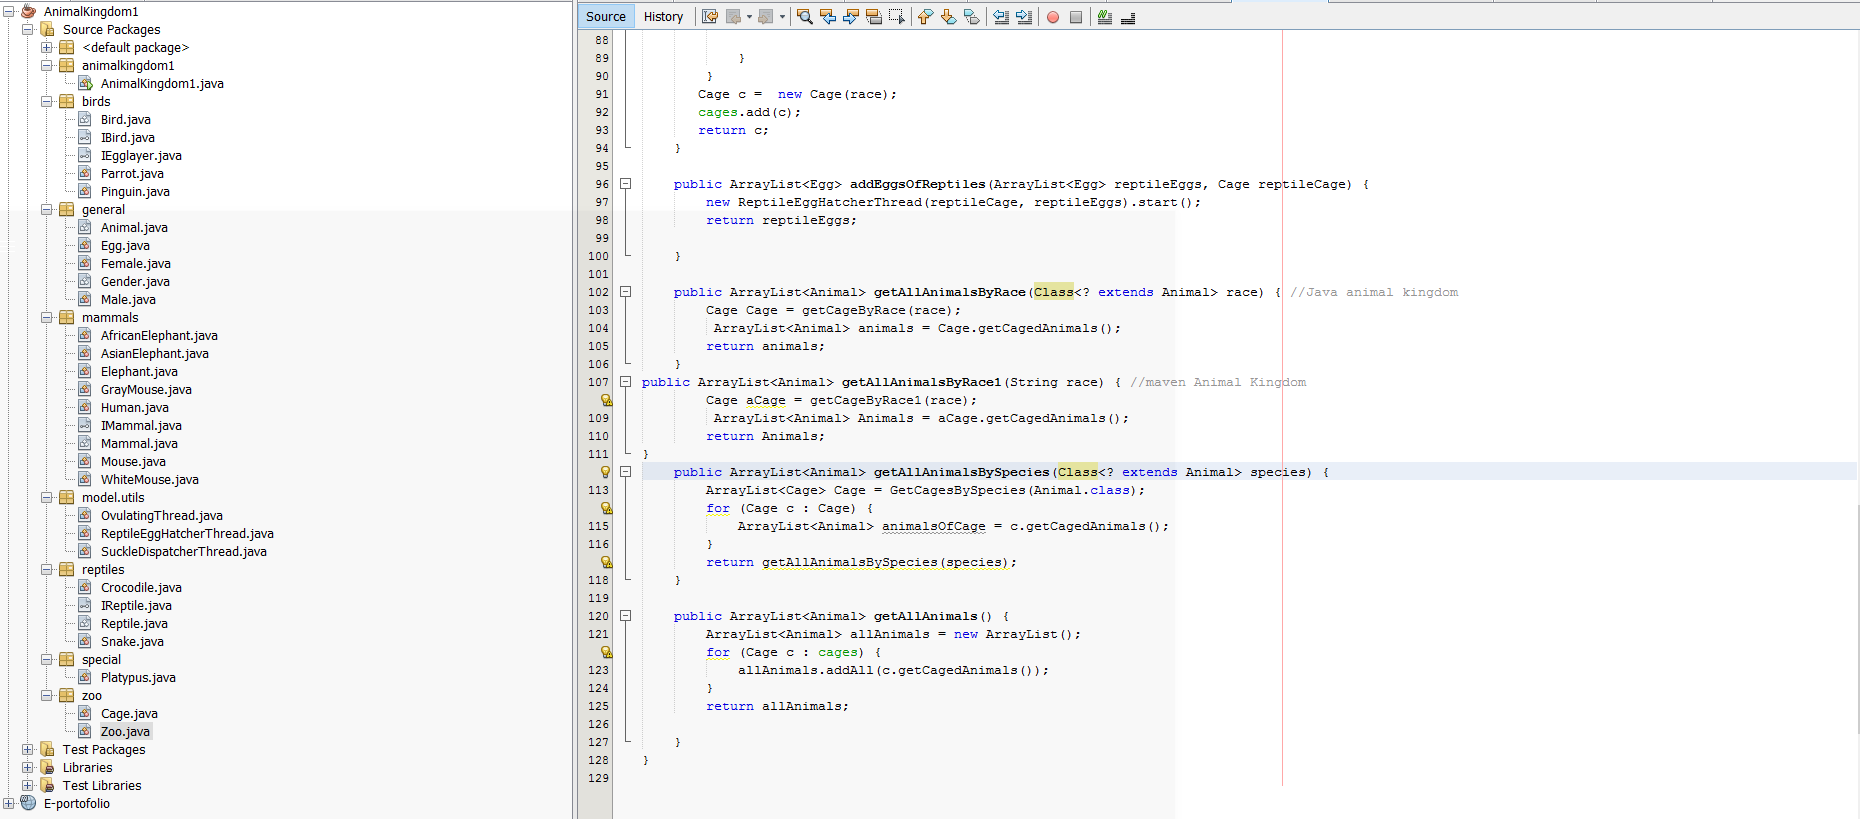 AnimalKingdom1
Source Packages
<default package>
animalkingdom1
AnimalKingdom1.java
birds
Bird.java
IBird.java
IEgglayer.java
Parrot.java
Pinguin.java
general
Animal.java
Egg.java
Female.java
Gender.java
Male.java
mammals
AfricanElephant.java
AsianElephant.java
Elephant.java
GrayMouse.java
Human.java
IMammal.java
Mammal.java
Mouse.java
WhiteMouse.java
model.utils
OvulatingThread.java
ReptileEggHatcherThread.java
SuckleDispatcherThread.java
reptiles
Crocodile.java
IReptile.java
Reptile.java
Snake.java
special
Platypus.java
zoo
Cage.java
Zoo.java
Test Packages
Libraries
Test Libraries
E-portofolio
Source History
88
89 }
90 }
91 Cage c =  new Cage(race);
92 cages.add(c);
93 return c;
94 }
95
96 public ArrayList<Egg> addEggsOfReptiles(ArrayList<Egg> reptileEggs, Cage reptileCage) {
97 new ReptileEggHatcherThread(reptileCage, reptileEggs).start();
98 return reptileEggs;
99
100 }
101
102 public ArrayList<Animal> getAllAnimalsByRace(Class<? extends Animal> race) { //Java animal kingdom
103 Cage Cage = getCageByRace(race);
104 ArrayList<Animal> animals = Cage.getCagedAnimals();
105 return animals;
106 }
107 public ArrayList<Animal> getAllAnimalsByRace1(String race) { //maven Animal Kingdom
Cage aCage = getCageByRace1(race);
109 ArrayList<Animal> Animals = aCage.getCagedAnimals();
110 return Animals;
111 }
public ArrayList<Animal> getAllAnimalsBySpecies(Class<? extends Animal> species) {
113 ArrayList<Cage> Cage = GetCagesBySpecies(Animal.class);
for (Cage c : Cage) {
115 ArrayList<Animal> animalsOfCage = c.getCagedAnimals();
116 }
return getAllAnimalsBySpecies(species);
118 }
119
120 public ArrayList<Animal> getAllAnimals() {
121 ArrayList<Animal> allAnimals = new ArrayList();
for (Cage c : cages) {
123 allAnimals.addAll(c.getCagedAnimals());
124 }
125 return allAnimals;
126
127 }
128 }
129